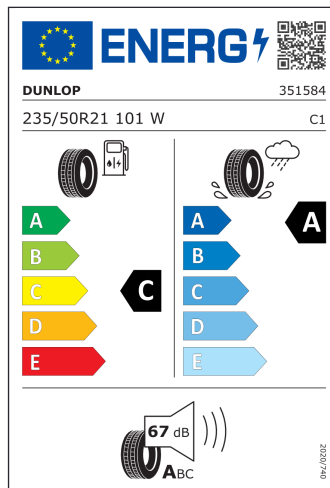 ENERG
DUNLOP 351584
235/50R21 101 W C1
A A A
B B
C C C
D D
E E
67 dB
ABC
2020/740